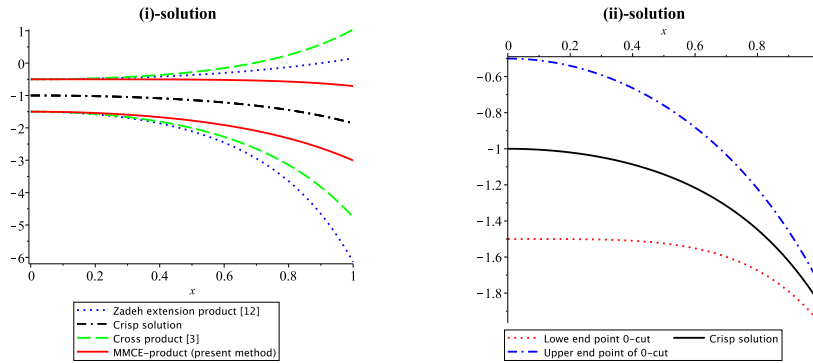 (i)-solution
1
0
−1
−2
−3
−4
−5
−6
0 0.2 0.4 0.6 0.8 1
x
Zadeh extension product [12]
Crisp solution
Cross product [3]
MMCE-product (present method)
(ii)-solution
x
0 0.2 0.4 0.6 0.8
−0.6
−0.8
−1
−1.2
−1.4
−1.6
−1.8
Lowe end point 0-cut Crisp solution
Upper end point of 0-cut